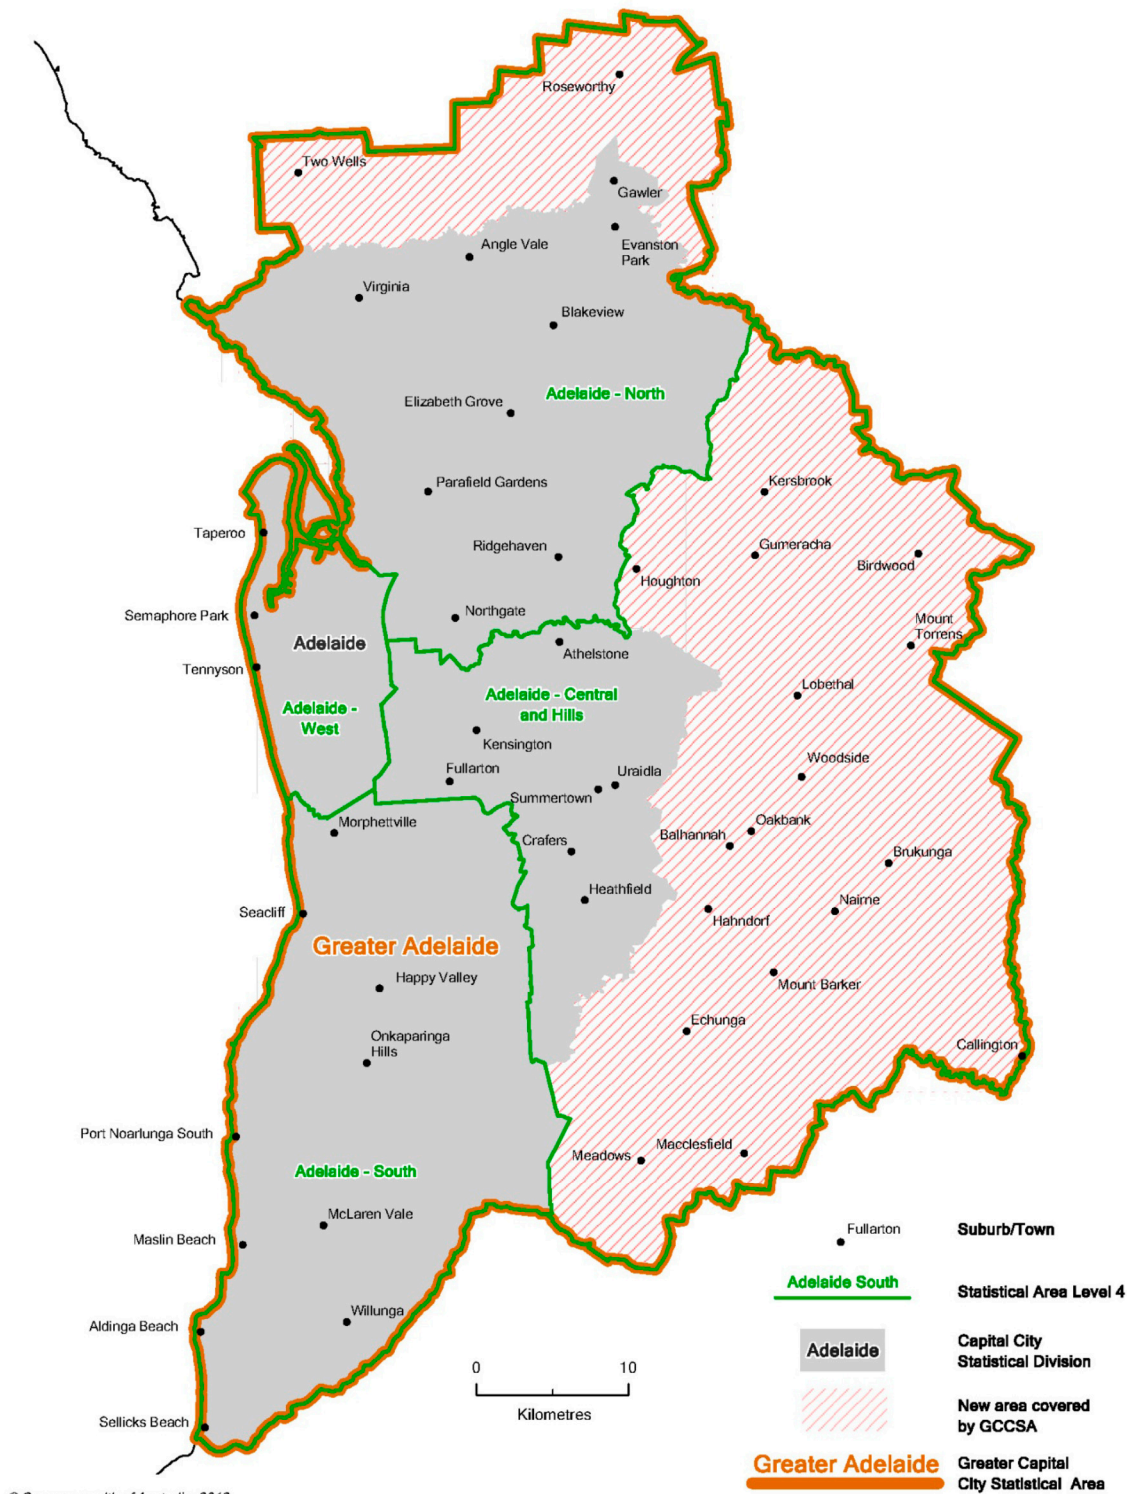 Roseworthy
Two Wells
Gawler
Evanston
Park
Angle Vale
Virginia
Blakeview
Adelaide - North
Elizabeth Grove
Parafield Gardens
Kersbrook
Taperoo
Ridgehaven
Gumeracha
Birdwood
Houghton
Semaphore Park
Northgate
Mount
Torrens
Adelaide
Athelstone
Tennyson
Lobethal
Adelaide - Central
and Hills
Adelaide -
West
Kensington
Woodside
Fullarton
Uraidla
Summertown
Morphettville
Oakbank
Balhannah
Crafers
Brukunga
Heathfield
Nairne
Seacliff
Hahndorf
Greater Adelaide
Happy Valley
Mount Barker
Echunga
Onkaparinga
Hills
Callington
Port Noarlunga South
Macclesfield
Meadows
Adelaide - South
McLaren Vale
Maslin Beach
Willunga
Aldinga Beach
Sellicks Beach
0 10
Kilometres
Fullarton Suburb/Town
Adelaide South
Statistical Area Level 4
Adelaide
Capital City
Statistical Division
New area covered
by GCCSA
Greater Adelaide
Greater Capital
City Statistical Area